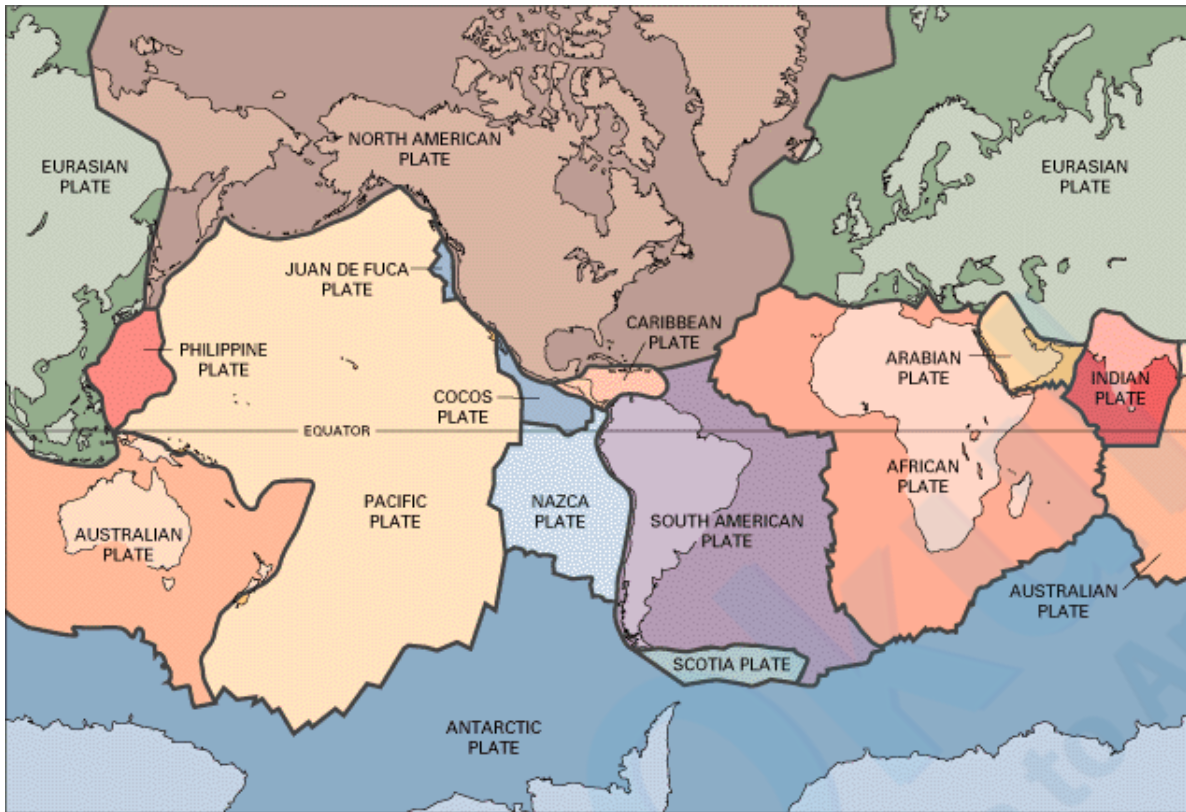 NORTH AMERICAN
PLATE
EURASIAN
PLATE
EURASIAN
PLATE
JUAN DE FUCA
PLATE
CARIBBEAN
PLATE
PHILIPPINE
PLATE
ARABIAN
PLATE
INDIAN
PLATE
COCOS
PLATE
EQUATOR
AFRICAN
PLATE
PACIFIC
PLATE
NAZCA
PLATE
SOUTH AMERICAN
PLATE
AUSTRALIAN
PLATE
AUSTRALIAN
PLATE
SCOTIA PLATE
ANTARCTIC
PLATE